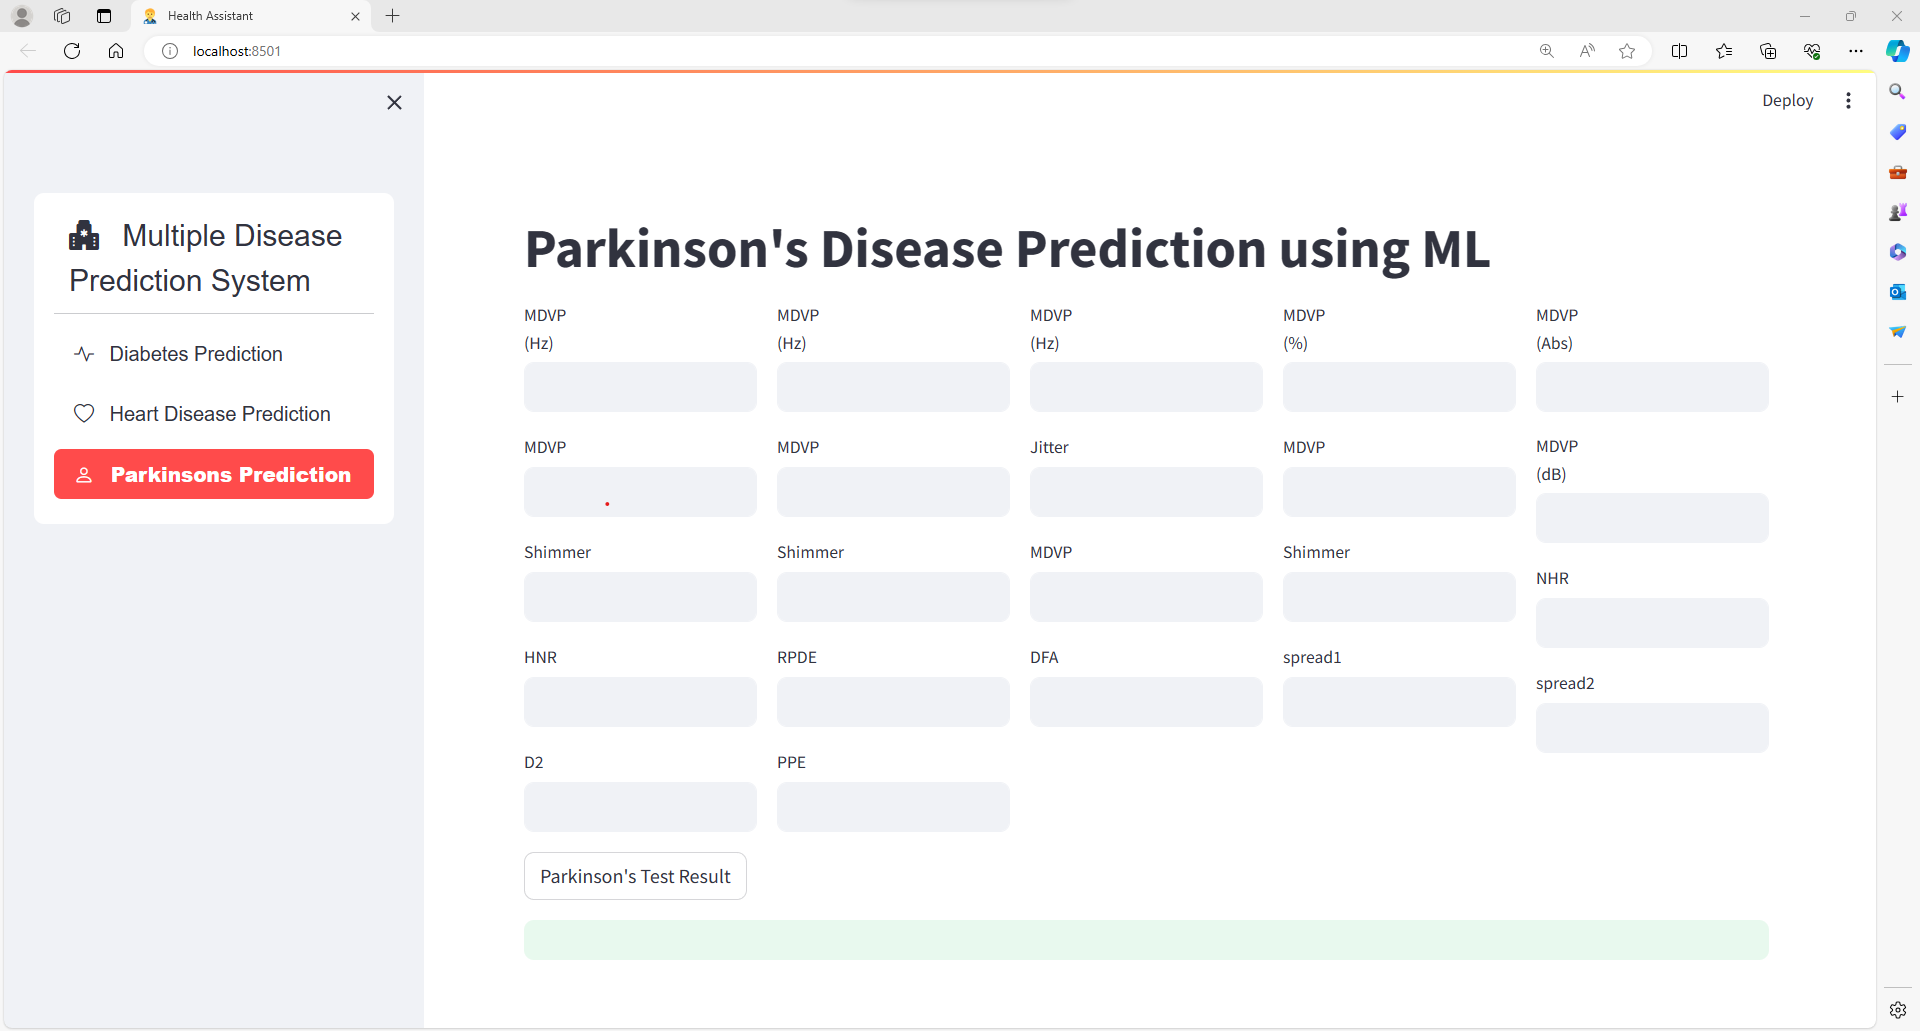 Health Assistant
localhost:8501
Deploy
Multiple Disease
Prediction System
Diabetes Prediction
Heart Disease Prediction
Parkinsons Prediction
Parkinson's Disease Prediction using ML
MDVP MDVP MDVP MDVP MDVP
(Hz) (Hz) (Hz) (%) (Abs)
MDVP MDVP Jitter MDVP MDVP
(dB)
Shimmer Shimmer MDVP Shimmer NHR
HNR RPDE DFA spread1 spread2
D2 PPE
Parkinson's Test Result